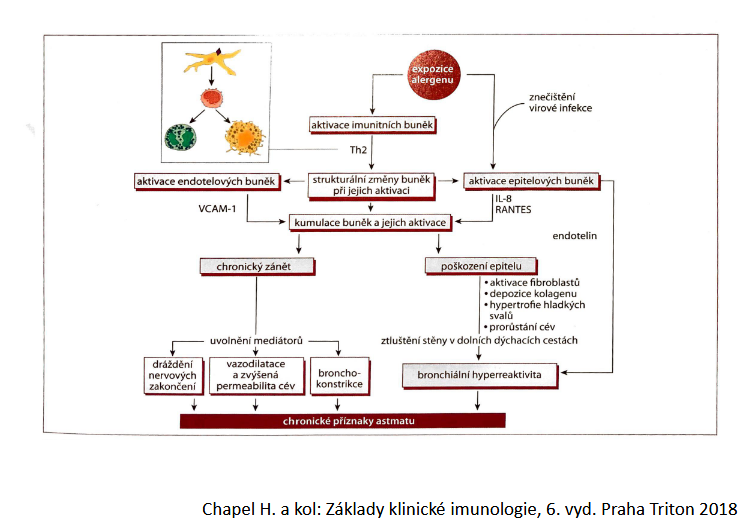 expozice
alergenu
znečištění
virové infekce
aktivace imunitních buněk
Th2
aktivace endotelových buněk
strukturální změny buněk
při jejich aktivaci
aktivace epitelových buněk
VCAM-1
IL-8
RANTES
kumulace buněk a jejich aktivace
endotelin
chronický zánět
poškození epitelu
• aktivace fibroblastů
• depozice kolagenu
• hypertrofie hladkých
svalů
• prorůstání cév
uvolnění mediátorů
ztluštění stěny v dolních dýchacích cestách
dráždění
nervových
zakončení
vazodilatace
a zvýšená
permeabilita cév
broncho-
konstrikce
bronchiální hyperreaktivita
chronické příznaky astmatu
Chapel H. a kol: Základy klinické imunologie, 6. vyd. Praha Triton 2018